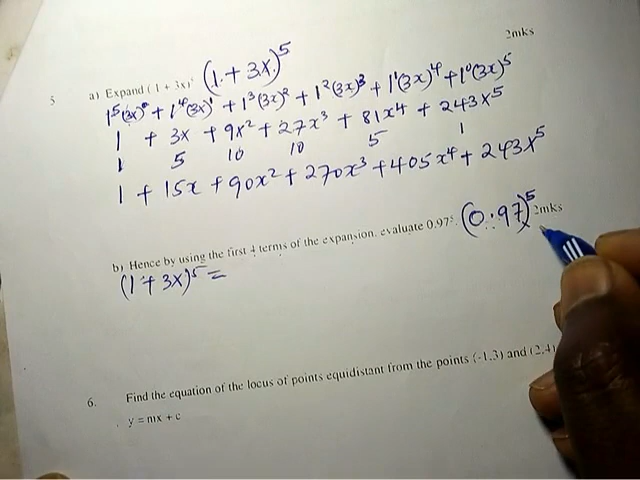 2mks
5 a) Expand (1 + 3x)⁵ (1 + 3x)⁵
1⁵(3x)⁰ + 1⁴(3x)¹ + 1³(3x)² + 1²(3x)³ + 1¹(3x)⁴ + 1⁰(3x)⁵
1 + 3x + 9x² + 27x³ + 81x⁴ + 243x⁵
1 5 10 10 5 1
1 + 15x + 90x² + 270x³ + 405x⁴ + 243x⁵
b) Hence by using the first 4 terms of the expansion, evaluate 0.97⁵. (0.97)⁵ 2mks
(1 + 3x)⁵ =
6. Find the equation of the locus of points equidistant from the points (-1,3) and (2,4)
y = mx + c